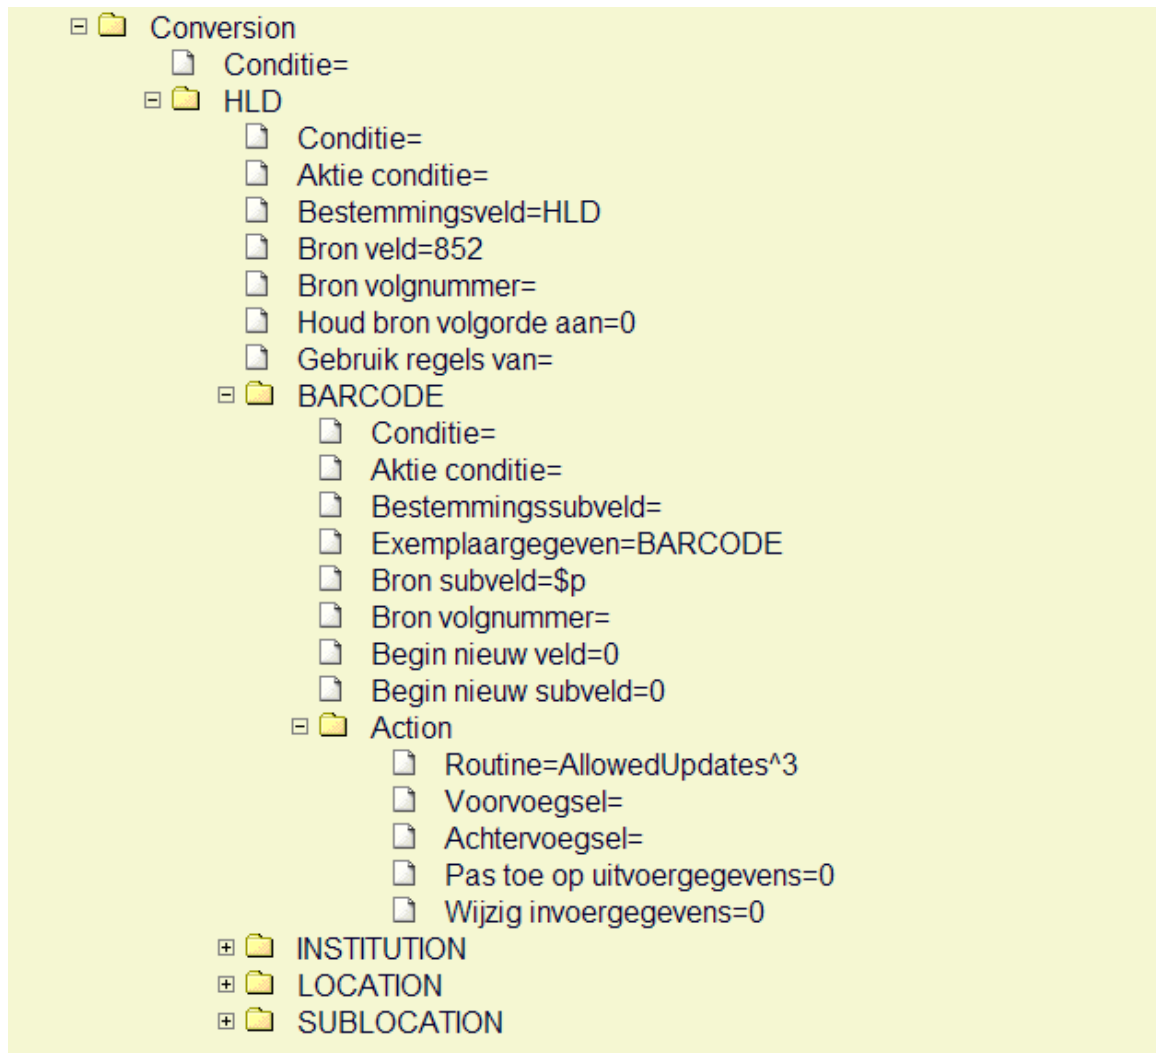 Conversion
Conditie=
HLD
Conditie=
Aktie conditie=
Bestemmingsveld=HLD
Bron veld=852
Bron volgnummer=
Houd bron volgorde aan=0
Gebruik regels van=
BARCODE
Conditie=
Aktie conditie=
Bestemmingssubveld=
Exemplaargegeven=BARCODE
Bron subveld=$p
Bron volgnummer=
Begin nieuw veld=0
Begin nieuw subveld=0
Action
Routine=AllowedUpdates^3
Voorvoegsel=
Achtervoegsel=
Pas toe op uitvoergegevens=0
Wijzig invoergegevens=0
INSTITUTION
LOCATION
SUBLOCATION